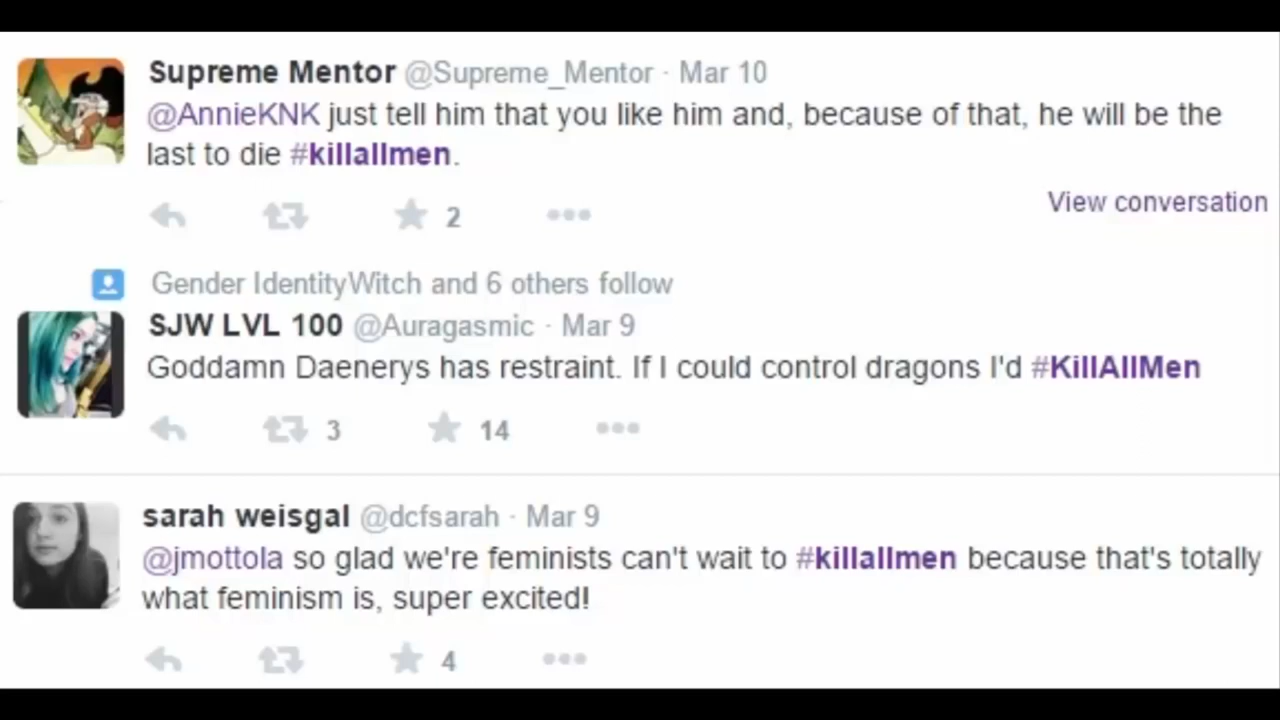 Supreme Mentor @Supreme_Mentor · Mar 10
@AnnieKNK just tell him that you like him and, because of that, he will be the
last to die #killallmen.
2
View conversation
Gender IdentityWitch and 6 others follow
SJW LVL 100 @Auragasmic · Mar 9
Goddamn Daenerys has restraint. If I could control dragons I'd #KillAllMen
3 14
sarah weisgal @dcfsarah · Mar 9
@jmottola so glad we're feminists can't wait to #killallmen because that's totally
what feminism is, super excited!
4